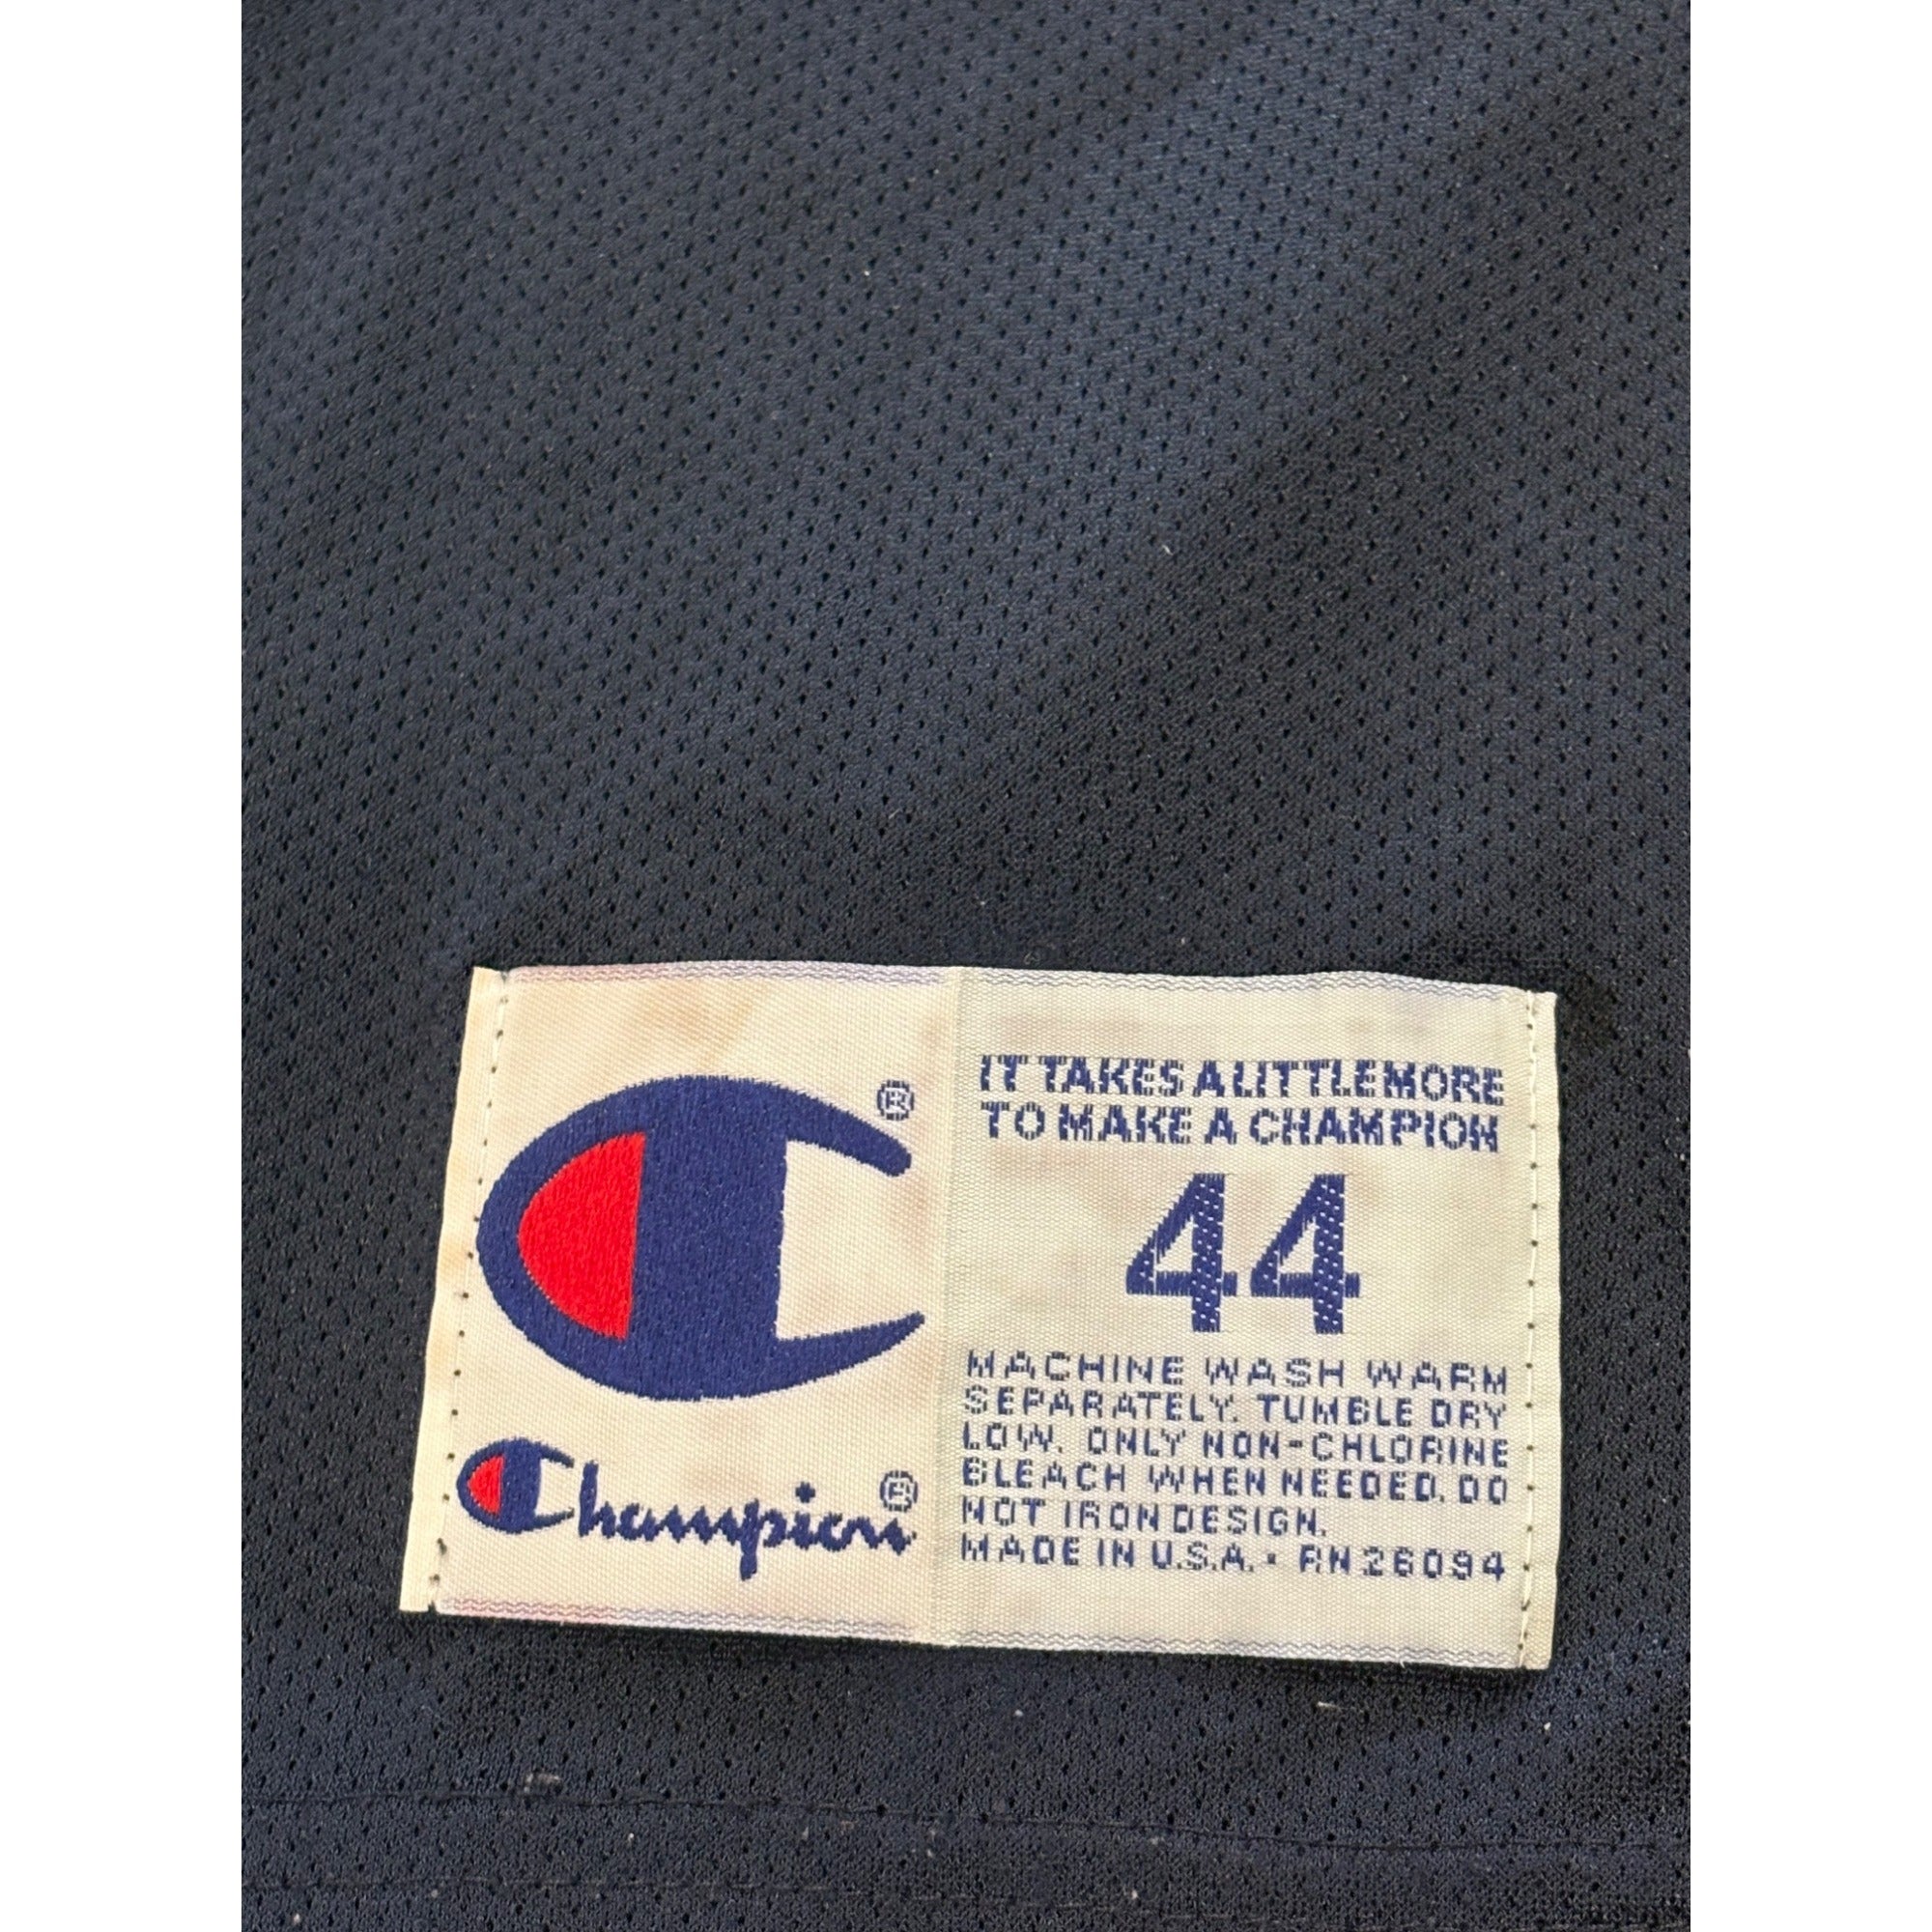 ®
Champion®
IT TAKES A LITTLE MORE
TO MAKE A CHAMPION
44
MACHINE WASH WARM
SEPARATELY. TUMBLE DRY
LOW. ONLY NON-CHLORINE
BLEACH WHEN NEEDED. DO
NOT IRON DESIGN.
MADE IN U.S.A. • RN 26094